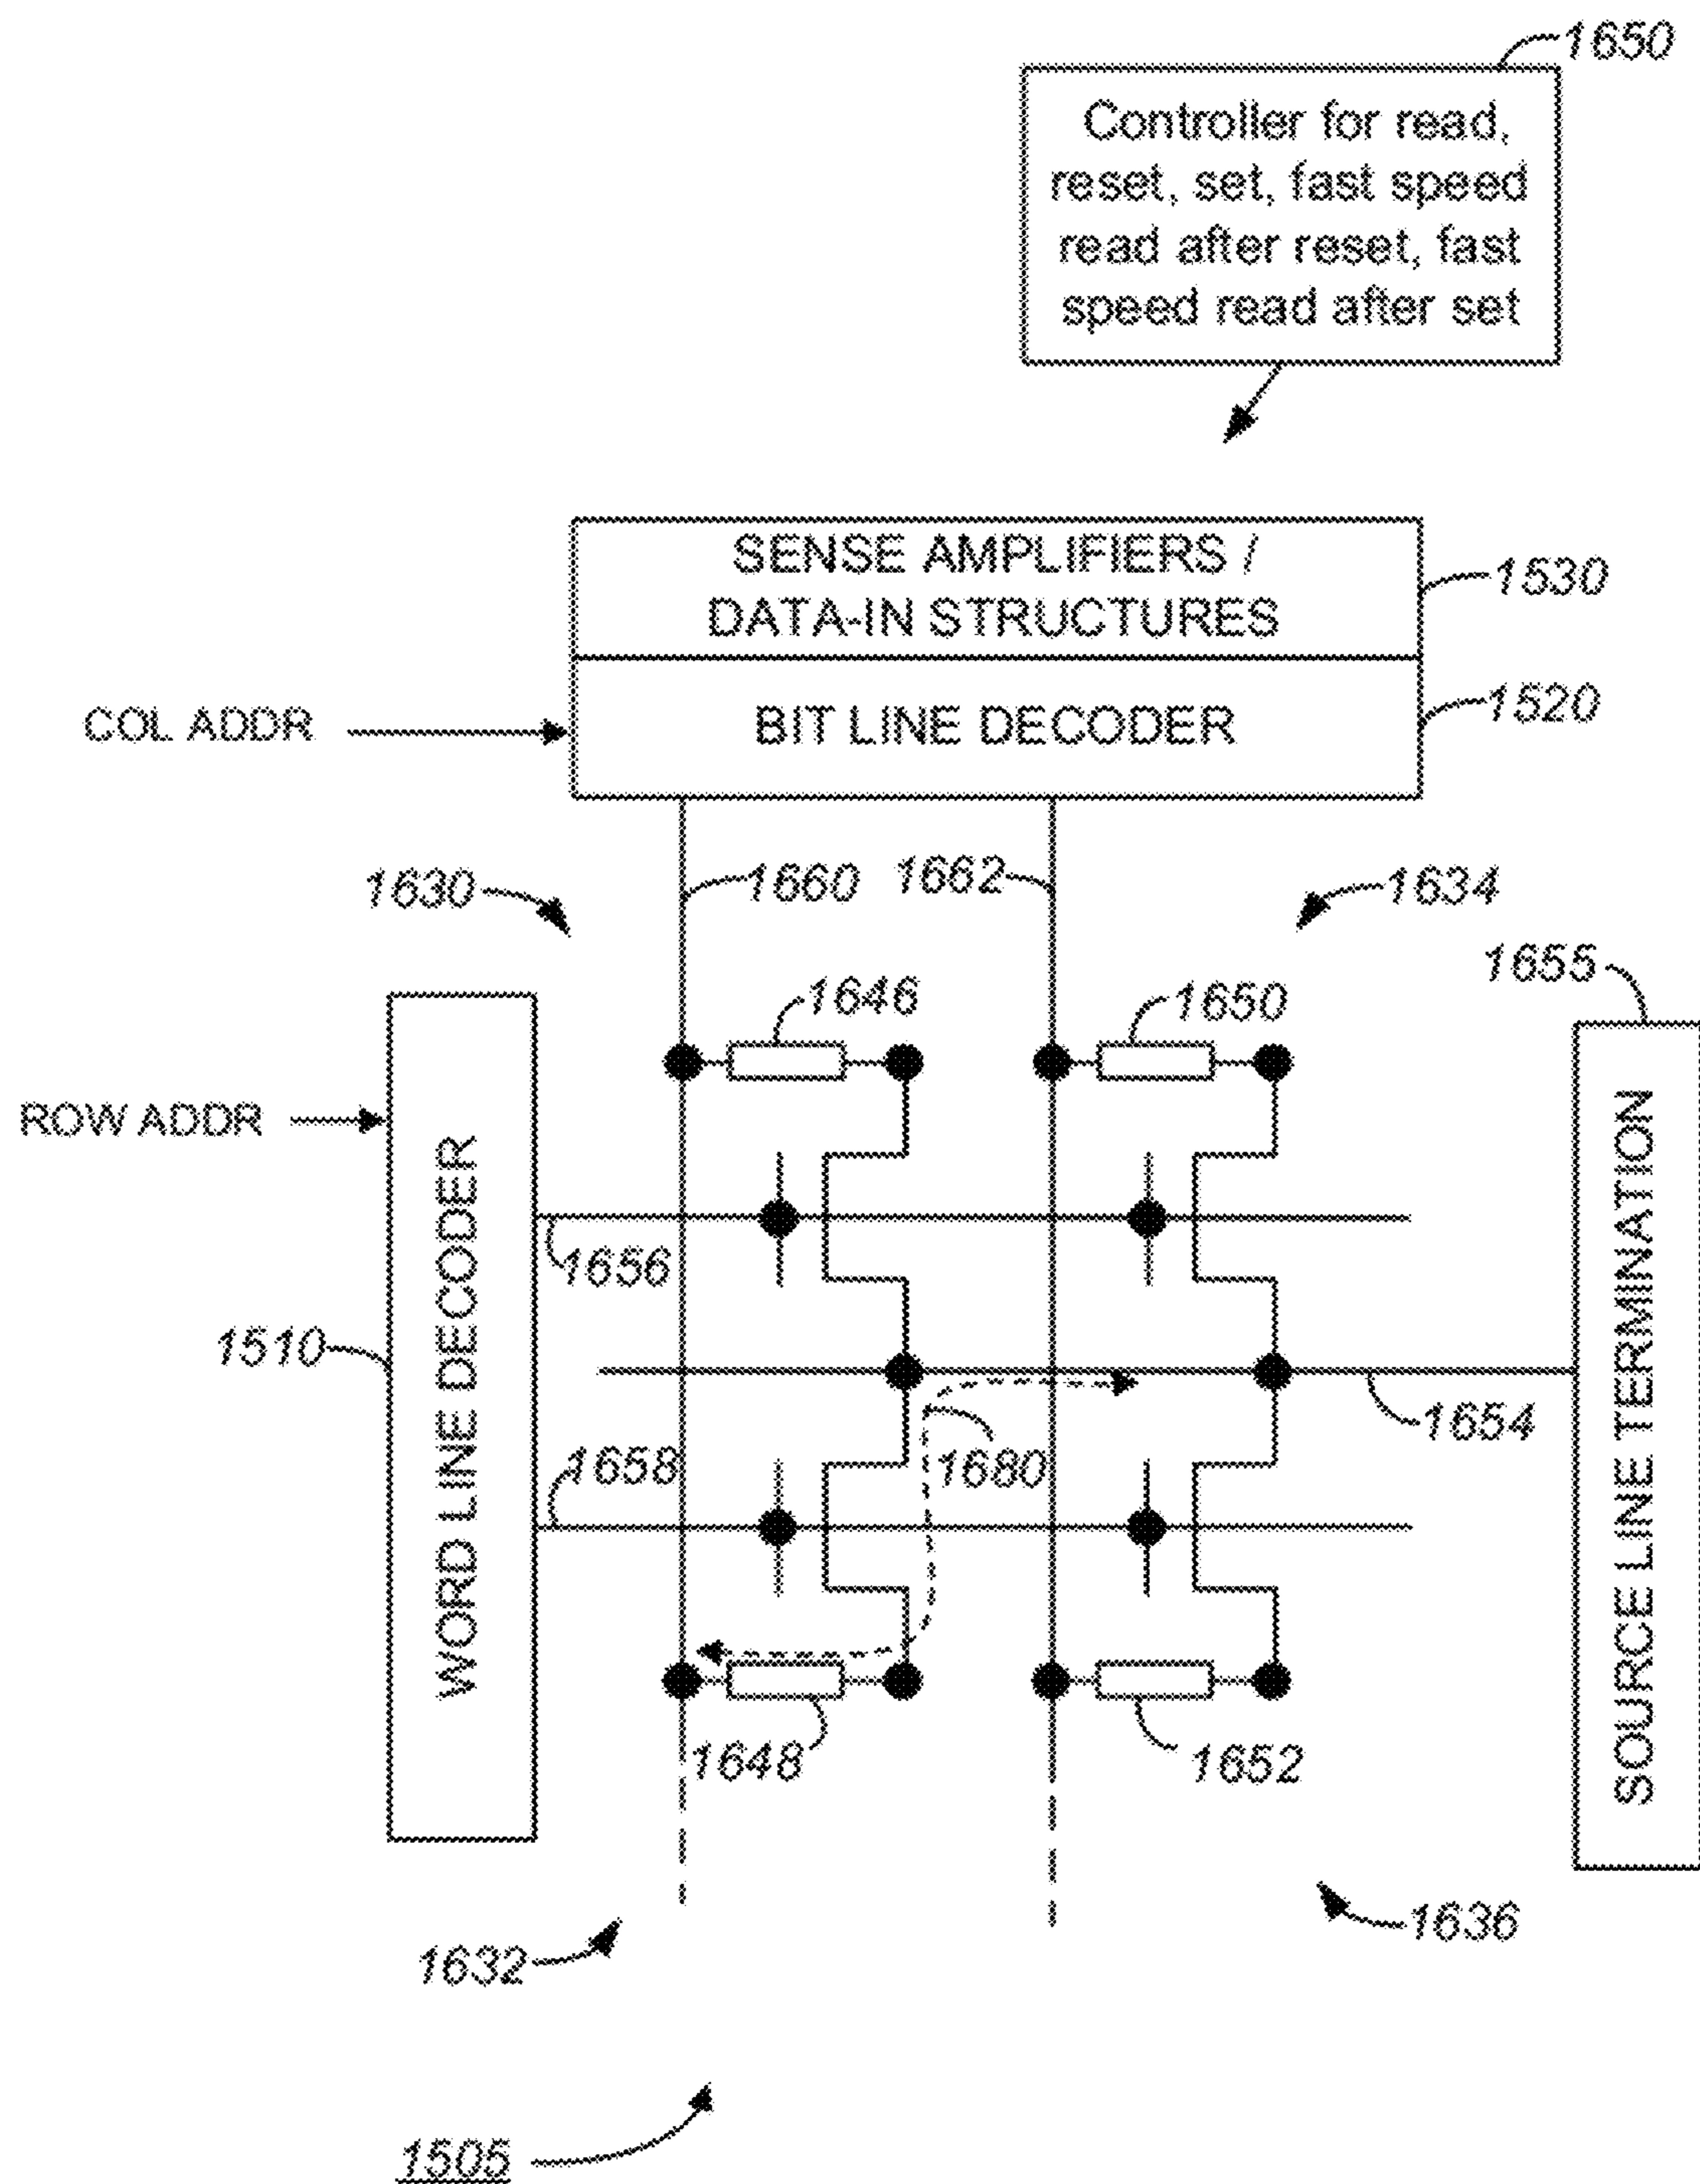 1650
Controller for read,
reset, set, fast speed
read after reset, fast
speed read after set
SENSE AMPLIFIERS /
DATA-IN STRUCTURES
1530
COL ADDR
BIT LINE DECODER
1520
1630
1660
1662
1634
1655
1646
1650
ROW ADDR
WORD LINE DECODER
SOURCE LINE TERMINATION
1656
1510
1654
1658
1680
1648
1652
1632
1636
1505